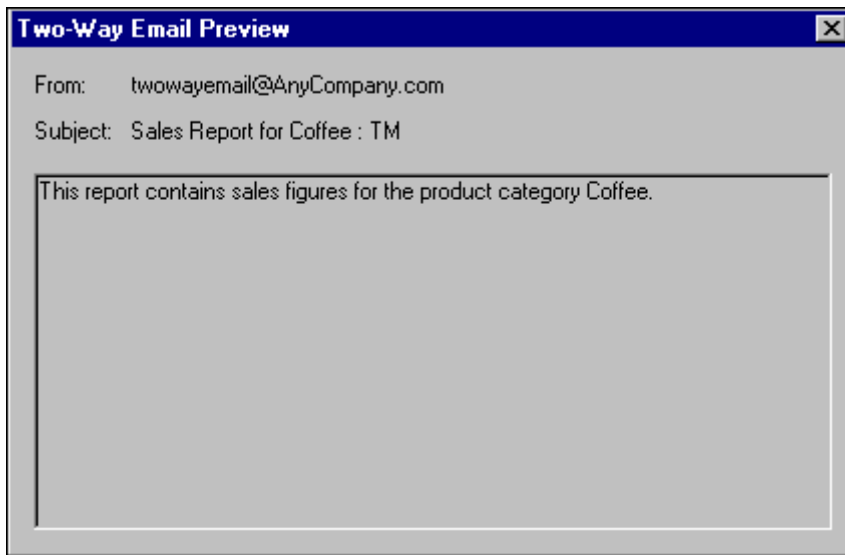 Two-Way Email Preview
From: twowayemail@AnyCompany.com
Subject: Sales Report for Coffee : TM
This report contains sales figures for the product category Coffee.